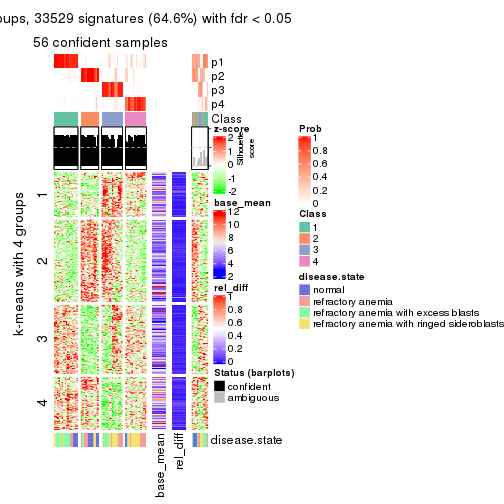 oups, 33529 signatures (64.6%) with fdr < 0.05
56 confident samples
p1
p2
p3
p4
Class
z-score
2
1
0
-1
-2
Silhouette
score
base_mean
12
10
8
6
4
2
rel_diff
1
0.8
0.6
0.4
0.2
0
Status (barplots)
confident
ambiguous
Prob
1
0.8
0.6
0.4
0.2
0
Class
1
2
3
4
disease.state
normal
refractory anemia
refractory anemia with excess blasts
refractory anemia with ringed sideroblasts
k-means with 4 groups
1
2
3
4
disease.state
base_mean
rel_diff